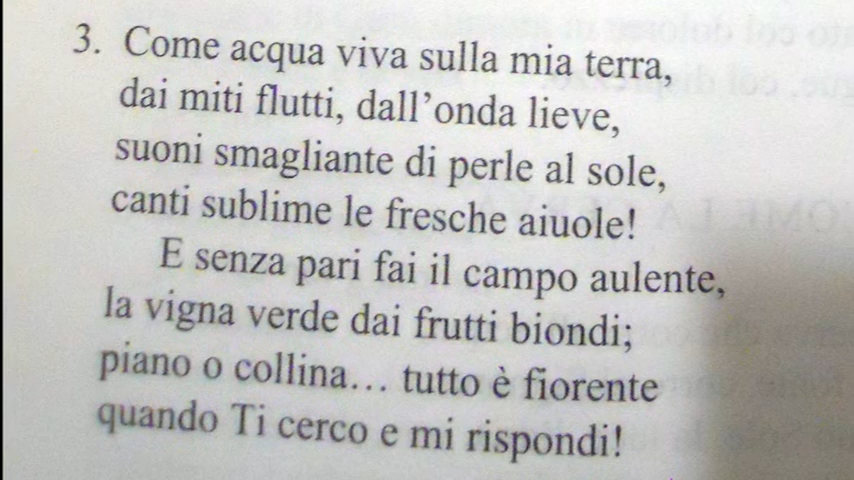 3. Come acqua viva sulla mia terra,
dai miti flutti, dall'onda lieve,
suoni smagliante di perle al sole,
canti sublime le fresche aiuole!
E senza pari fai il campo aulente,
la vigna verde dai frutti biondi;
piano o collina... tutto è fiorente
quando Ti cerco e mi rispondi!